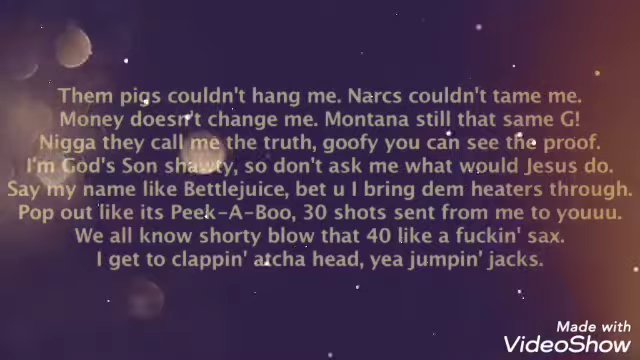 Them pigs couldn't hang me. Narcs couldn't tame me.
Money doesn't change me. Montana still that same G!
Nigga they call me the truth, goofy you can see the proof.
I'm God's Son shawty, so don't ask me what would Jesus do.
Say my name like Bettlejuice, bet u I bring dem heaters through.
Pop out like its Peek-A-Boo, 30 shots sent from me to youuu.
We all know shorty blow that 40 like a fuckin' sax.
I get to clappin' atcha head, yea jumpin' jacks.
Made with
VideoShow